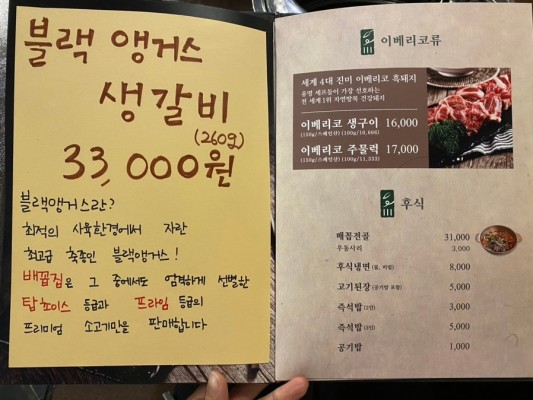 블랙 앵거스
생갈비
(260g)
33,000원
블랙앵거스란?
최적의 사육환경에서 자란
최고급 축종인 블랙앵거스!
배꼽집은 그 중에서도 엄격하게 선별한
탑초이스 등급과 프라임 등급의
프리미엄 소고기만을 판매합니다
이베리코류
세계 4대 진미 이베리코 흑돼지
유명 셰프들이 가장 선호하는
전 세계 1위 자연방목 건강돼지
이베리코 생구이 16,000
(150g/스페인산) (100g/10,666)
이베리코 주물럭 17,000
(150g/스페인산) (100g/11,333)
후식
배꼽전골 31,000
우동사리 3,000
후식냉면 (물, 비빔) 8,000
고기된장 (공기밥 포함) 5,000
즉석밥 (1인) 3,000
즉석밥 (2인) 5,000
공기밥 1,000